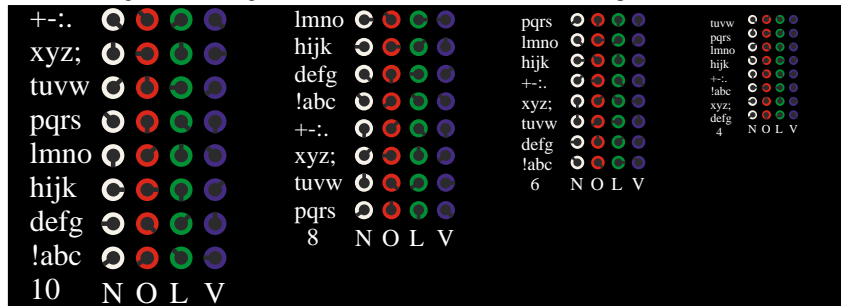 +-:.
xyz;
tuvw
pqrs
lmno
hijk
defg
!abc
10 N O L V
lmno
hijk
defg
!abc
+-:.
xyz;
tuvw
pqrs
8 N O L V
pqrs
lmno
hijk
+-:.
xyz;
tuvw
defg
!abc
6 N O L V
tuvw
pqrs
lmno
hijk
+-:.
!abc
xyz;
defg
4 N O L V